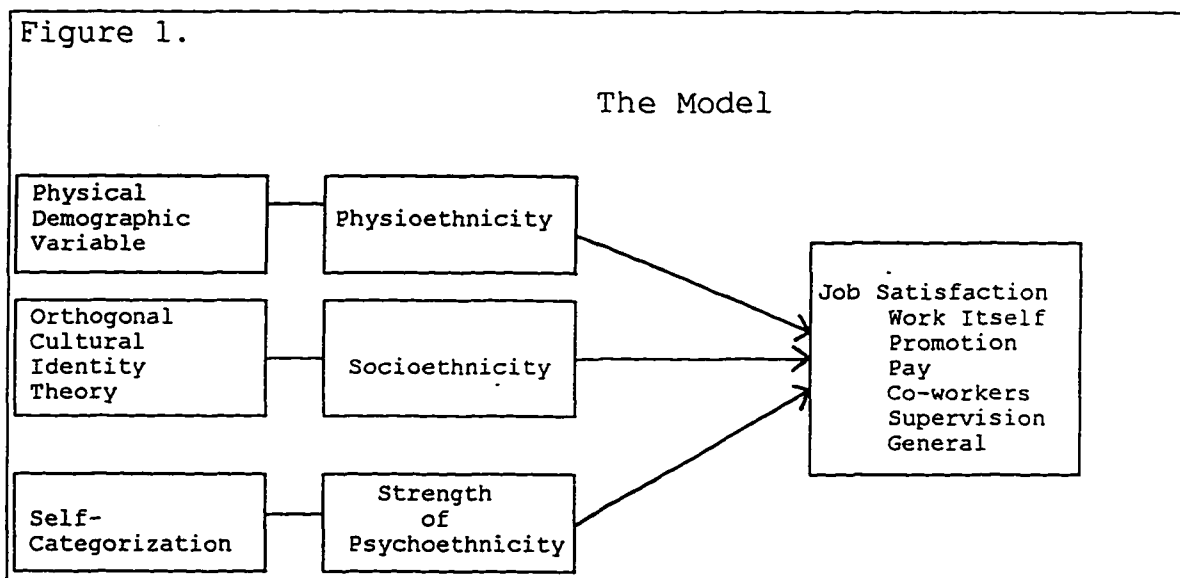 Figure 1.
The Model
Physical
Demographic
Variable
Physioethnicity
Orthogonal
Cultural
Identity
Theory
Socioethnicity
Self-
Categorization
Strength
of
Psychoethnicity
Job Satisfaction
Work Itself
Promotion
Pay
Co-workers
Supervision
General